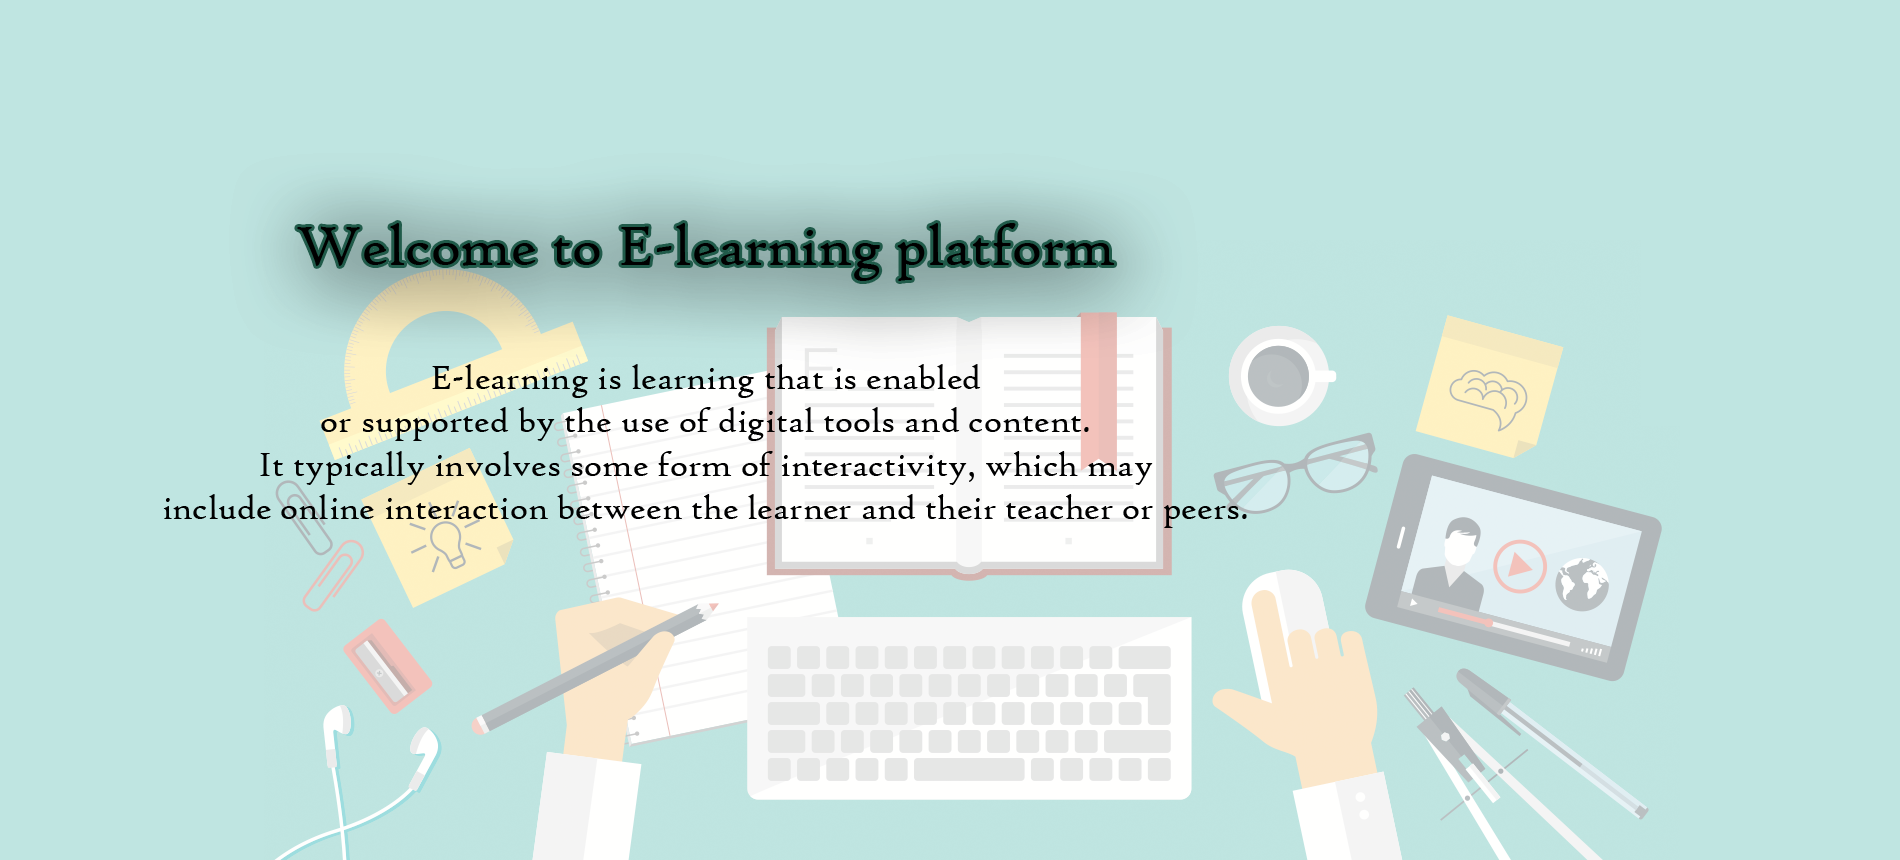 Welcome to E-learning platform
E-learning is learning that is enabled
or supported by the use of digital tools and content.
It typically involves some form of interactivity, which may
include online interaction between the learner and their teacher or peers.